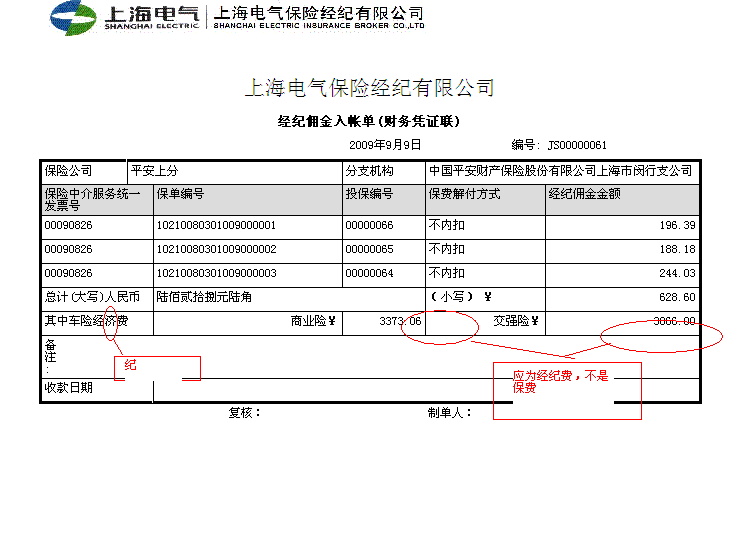 上海电气 上海电气保险经纪有限公司
SHANGHAI ELECTRIC SHANGHAI ELECTRIC INSURANCE BROKER CO.,LTD
上海电气保险经纪有限公司
经纪佣金入帐单(财务凭证联)
2009年9月9日 编号: JS00000061
保险公司 平安上分 分支机构 中国平安财产保险股份有限公司上海市闵行支公司
保险中介服务统一发票号 保单编号 投保编号 保费解付方式 经纪佣金金额
00090826 10210080301009000001 00000066 不内扣 196.39
00090826 10210080301009000002 00000065 不内扣 188.18
00090826 10210080301009000003 00000064 不内扣 244.03
总计(大写)人民币 陆佰贰拾捌元陆角 (小写) ¥ 628.60
其中车险经济费 商业险¥ 3373.06 交强险¥ 3866.00
备注:
纪
应为经纪费，不是保费
收款日期
复核： 制单人：